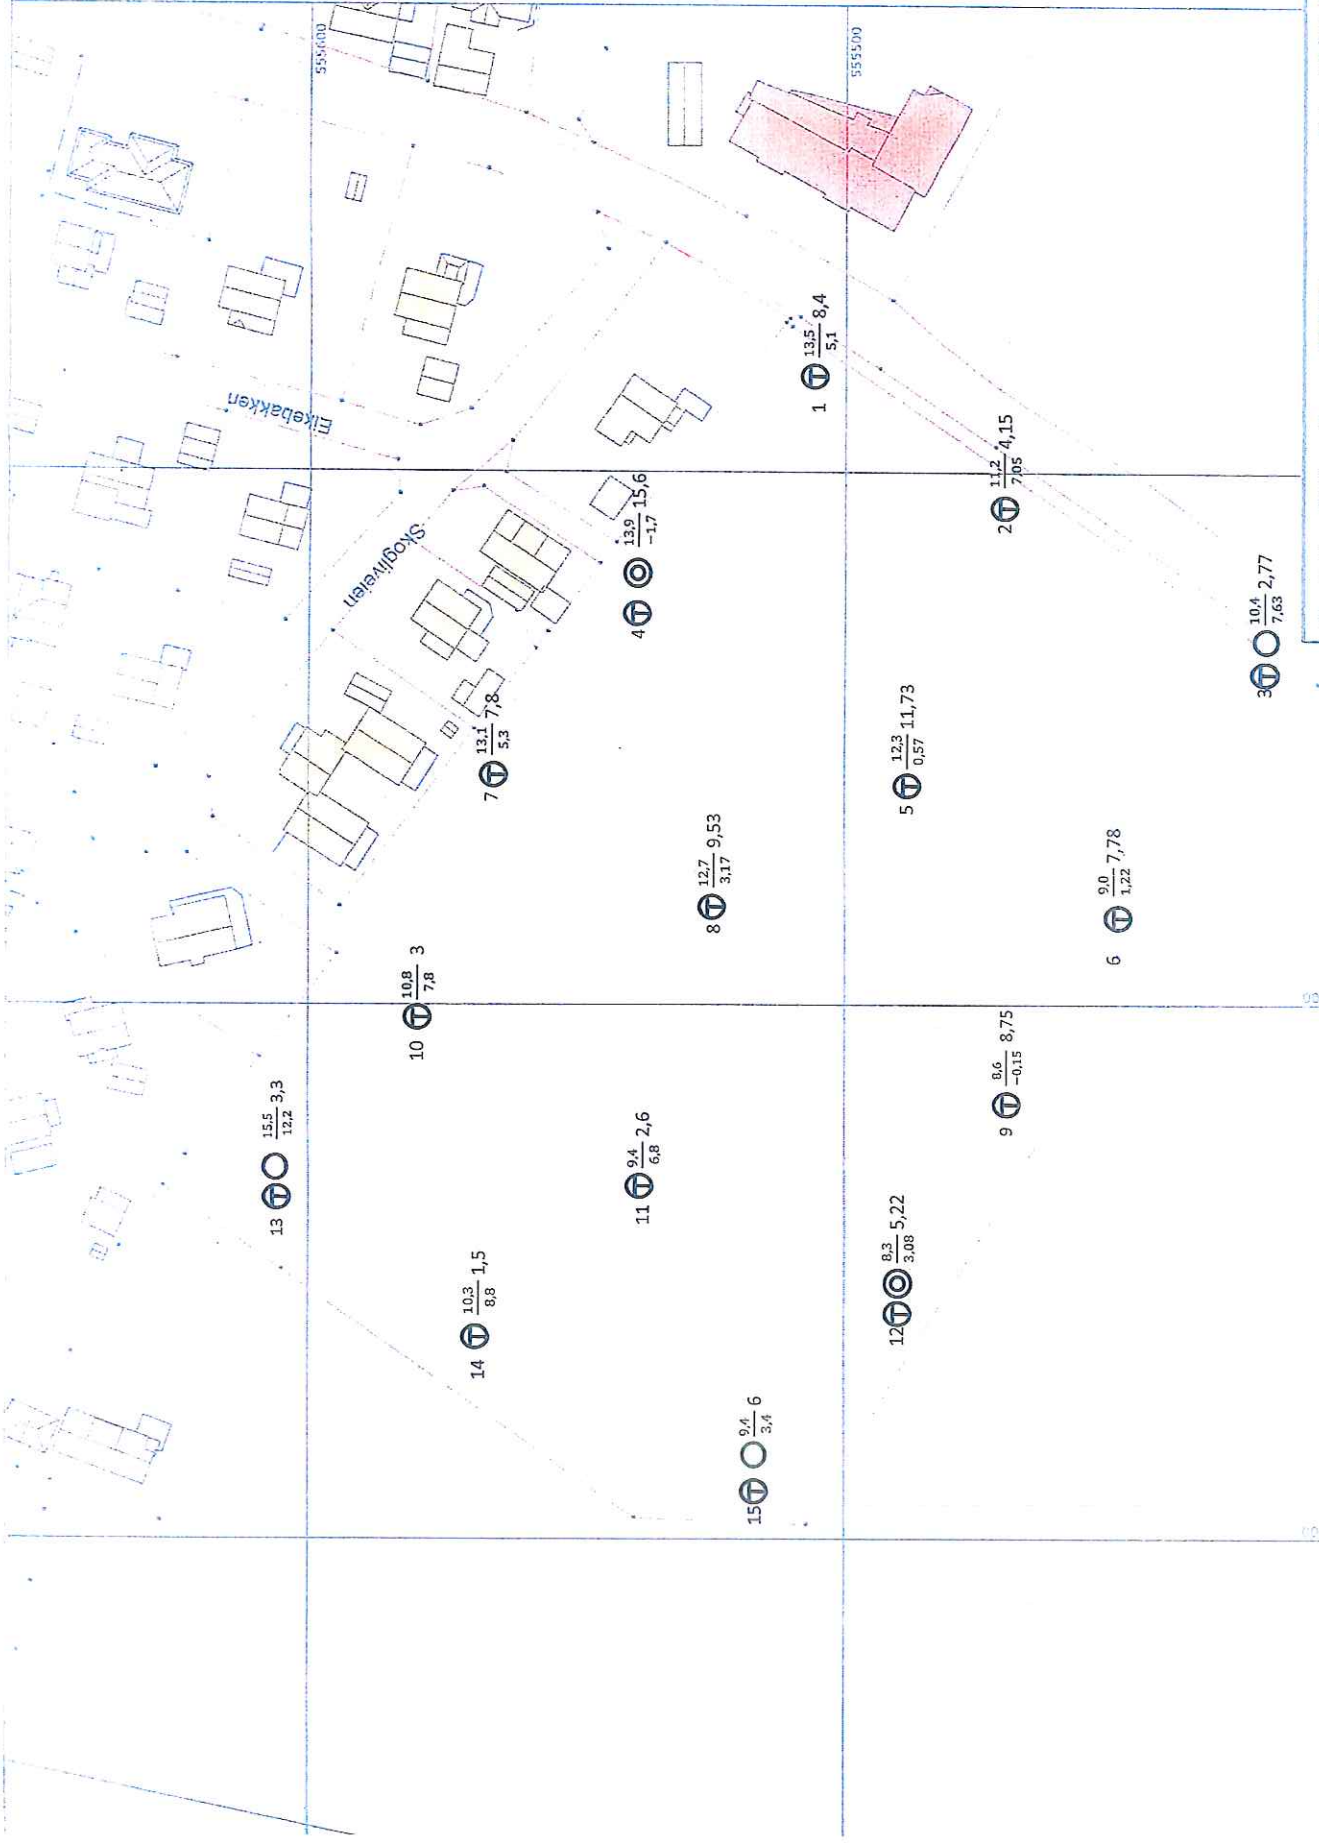 555600
555500
Eikebakken
Skogliveien
1 T 13,5 8,4
5,1
2 T 11,2 4,15
7,05
3 T 10,4 2,77
7,63
4 T 13,9 15,6
-1,7
5 T 12,3 11,73
0,57
6 T 9,0 7,78
1,22
7 T 13,1 7,8
5,3
8 T 12,7 9,53
3,17
9 T 8,6 8,75
-0,15
10 T 10,8 3
7,8
11 T 9,4 2,6
6,8
12 T 8,3 5,22
3,08
13 T 15,5 3,3
12,2
14 T 10,3 1,5
8,8
15 T 9,4 6
3,4